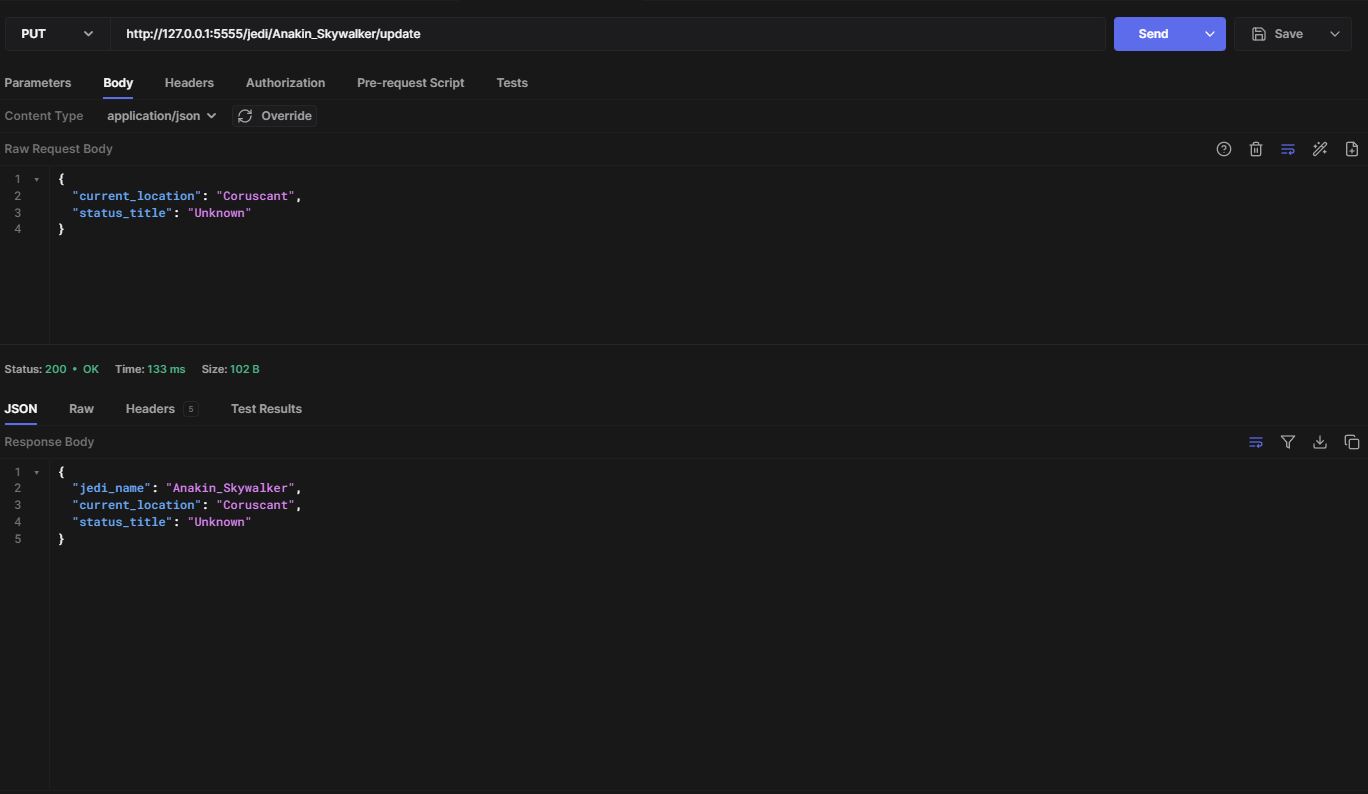 PUT http://127.0.0.1:5555/jedi/Anakin_Skywalker/update Send Save
Parameters Body Headers Authorization Pre-request Script Tests
Content Type application/json Override
Raw Request Body
1 {
2 "current_location": "Coruscant",
3 "status_title": "Unknown"
4 }
Status: 200 • OK Time: 133 ms Size: 102 B
JSON Raw Headers 5 Test Results
Response Body
1 {
2 "jedi_name": "Anakin_Skywalker",
3 "current_location": "Coruscant",
4 "status_title": "Unknown"
5 }